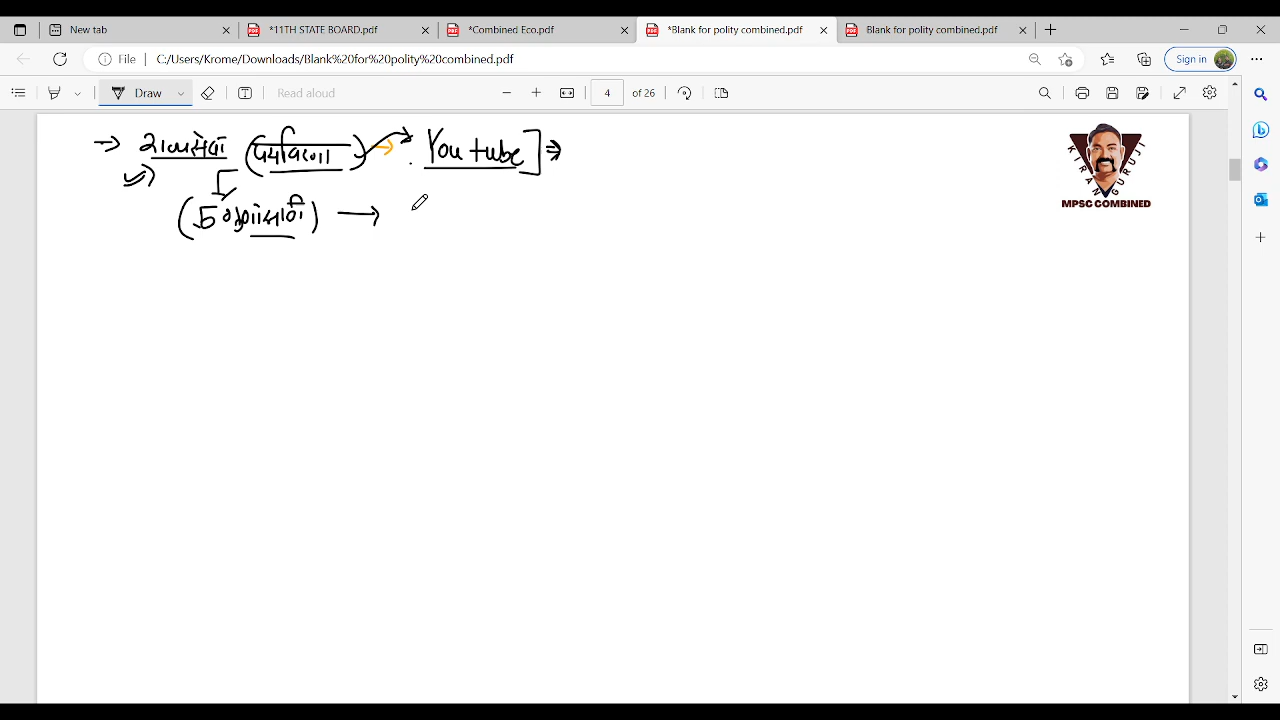 New tab
*11TH STATE BOARD.pdf
*Combined Eco.pdf
*Blank for polity combined.pdf
Blank for polity combined.pdf
File
C:/Users/Krome/Downloads/Blank%20for%20polity%20combined.pdf
Sign in
Draw
Read aloud
4 of 26
→ राज्यसेवा (पर्यावरण) → You tube] ⇒
KIRAN GURUJI
MPSC COMBINED